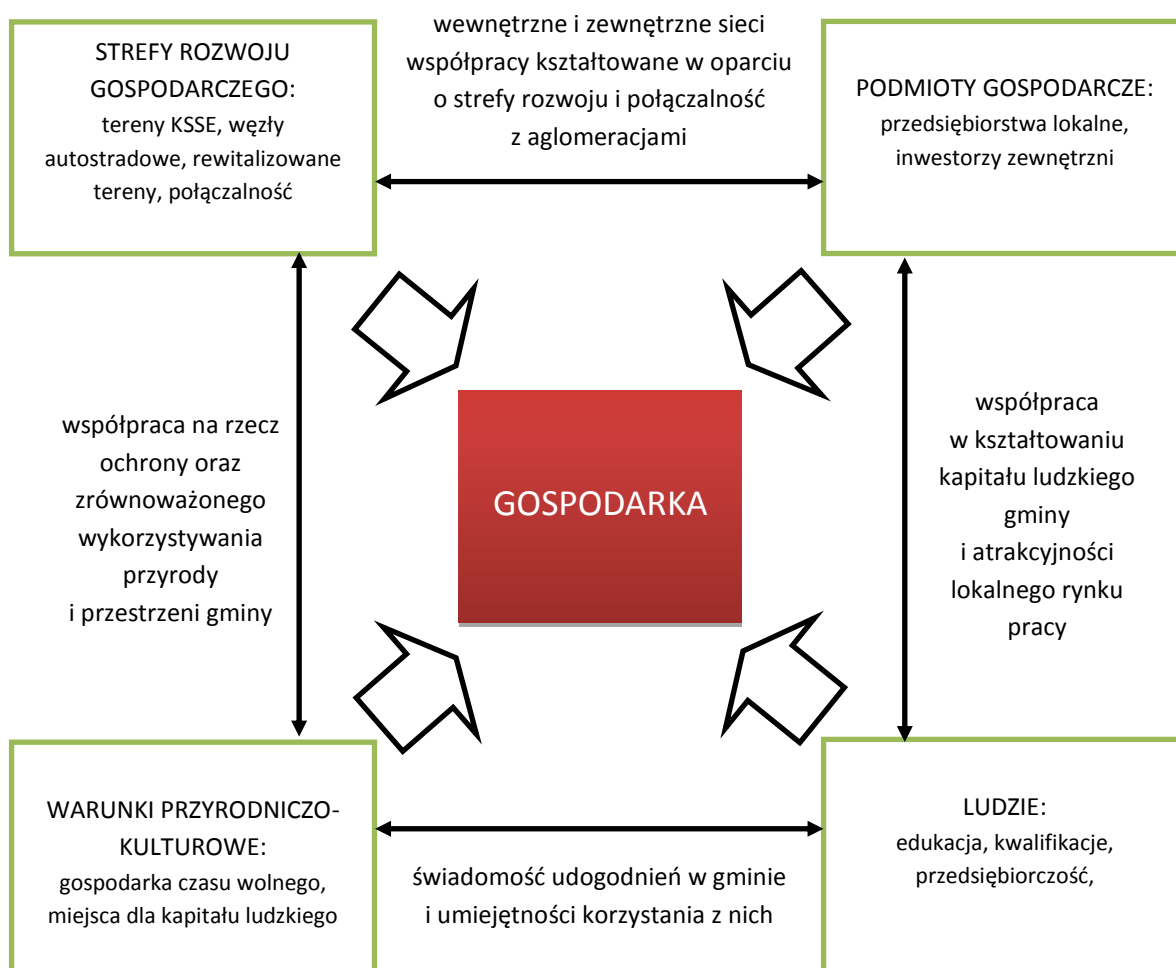 STREFY ROZWOJU
GOSPODARCZEGO:
tereny KSSE, węzły
autostradowe, rewitalizowane
tereny, połączalność
wewnętrzne i zewnętrzne sieci
współpracy kształtowane w oparciu
o strefy rozwoju i połączalność
z aglomeracjami
PODMIOTY GOSPODARCZE:
przedsiębiorstwa lokalne,
inwestorzy zewnętrzni
współpraca na rzecz
ochrony oraz
zrównoważonego
wykorzystywania
przyrody
i przestrzeni gminy
GOSPODARKA
współpraca
w kształtowaniu
kapitału ludzkiego
gminy
i atrakcyjności
lokalnego rynku
pracy
WARUNKI PRZYRODNICZO-
KULTUROWE:
gospodarka czasu wolnego,
miejsca dla kapitału ludzkiego
świadomość udogodnień w gminie
i umiejętności korzystania z nich
LUDZIE:
edukacja, kwalifikacje,
przedsiębiorczość,